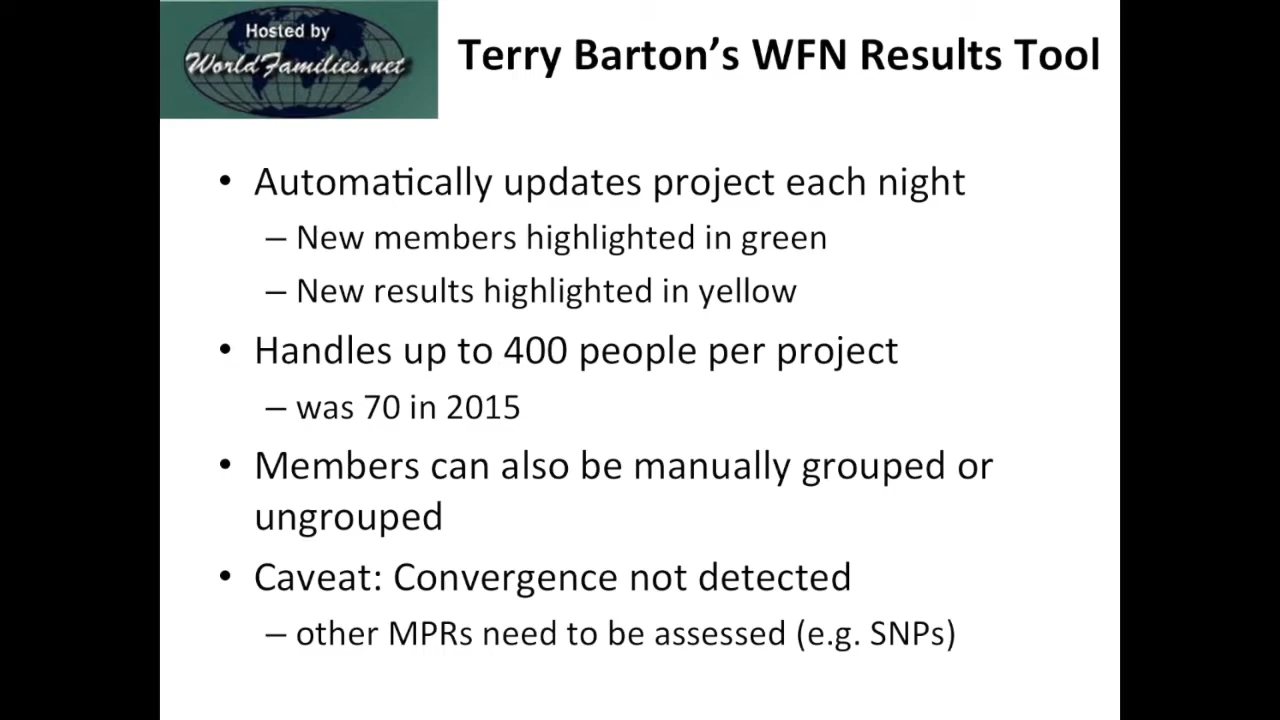 Hosted by
WorldFamilies.net
Terry Barton’s WFN Results Tool
• Automatically updates project each night
– New members highlighted in green
– New results highlighted in yellow
• Handles up to 400 people per project
– was 70 in 2015
• Members can also be manually grouped or
ungrouped
• Caveat: Convergence not detected
– other MPRs need to be assessed (e.g. SNPs)